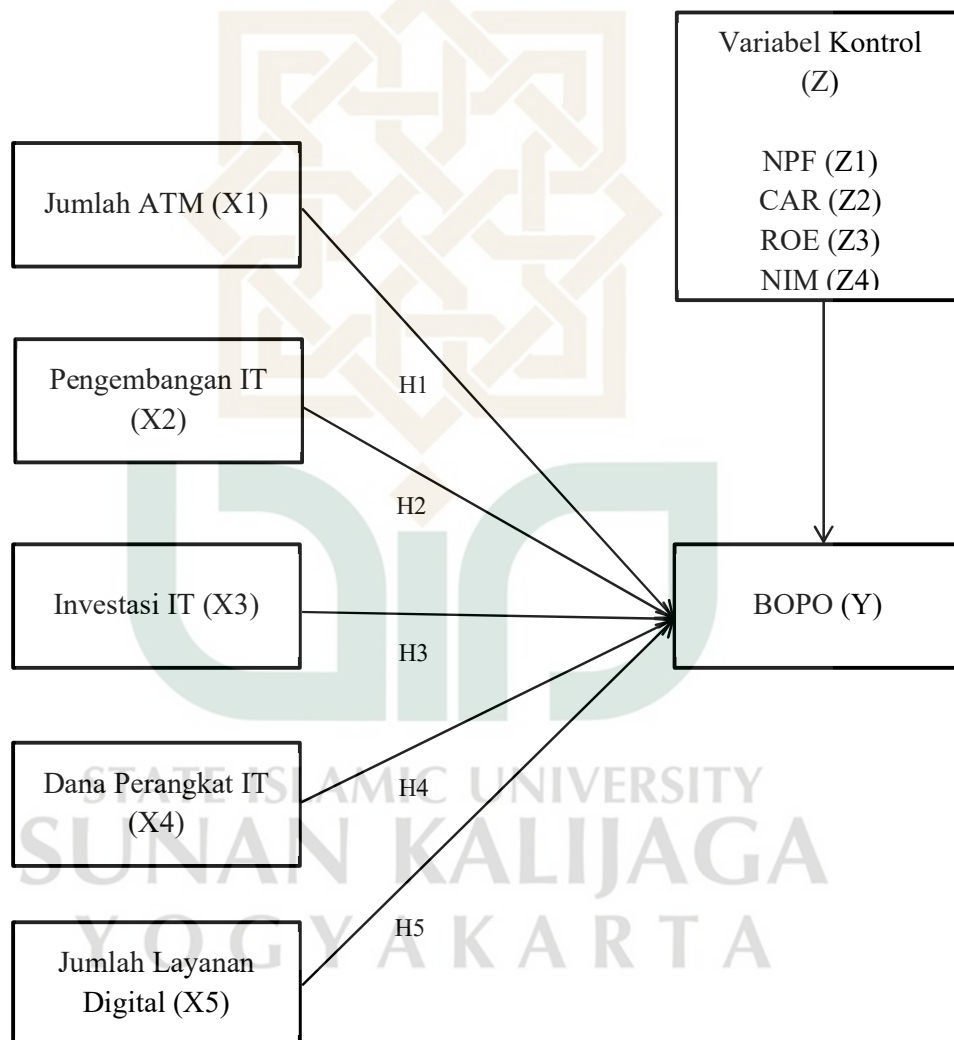 Variabel Kontrol
(Z)
NPF (Z1)
CAR (Z2)
ROE (Z3)
NIM (Z4)
Jumlah ATM (X1)
Pengembangan IT
(X2)
Investasi IT (X3)
Dana Perangkat IT
(X4)
Jumlah Layanan
Digital (X5)
H1
H2
H3
H4
H5
BOPO (Y)
STATE ISLAMIC UNIVERSITY
SUNAN KALIJAGA
YOGYAKARTA